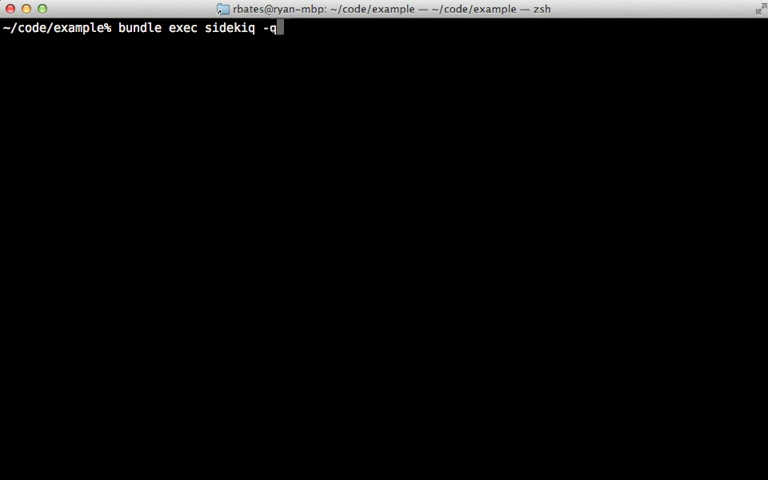 rbates@ryan-mbp: ~/code/example — ~/code/example — zsh
~/code/example% bundle exec sidekiq -q